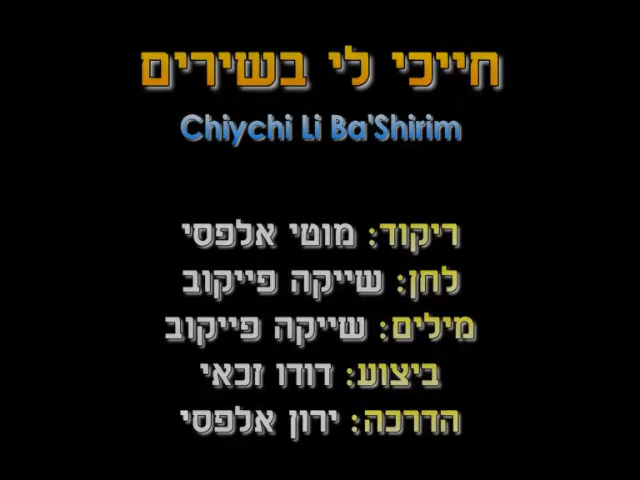 חייכי לי בשירים
Chiychi Li Ba'Shirim
ריקוד: מוטי אלפסי
לחן: שייקה פייקוב
מילים: שייקה פייקוב
ביצוע: דודו זכאי
הדרכה: ירון אלפסי